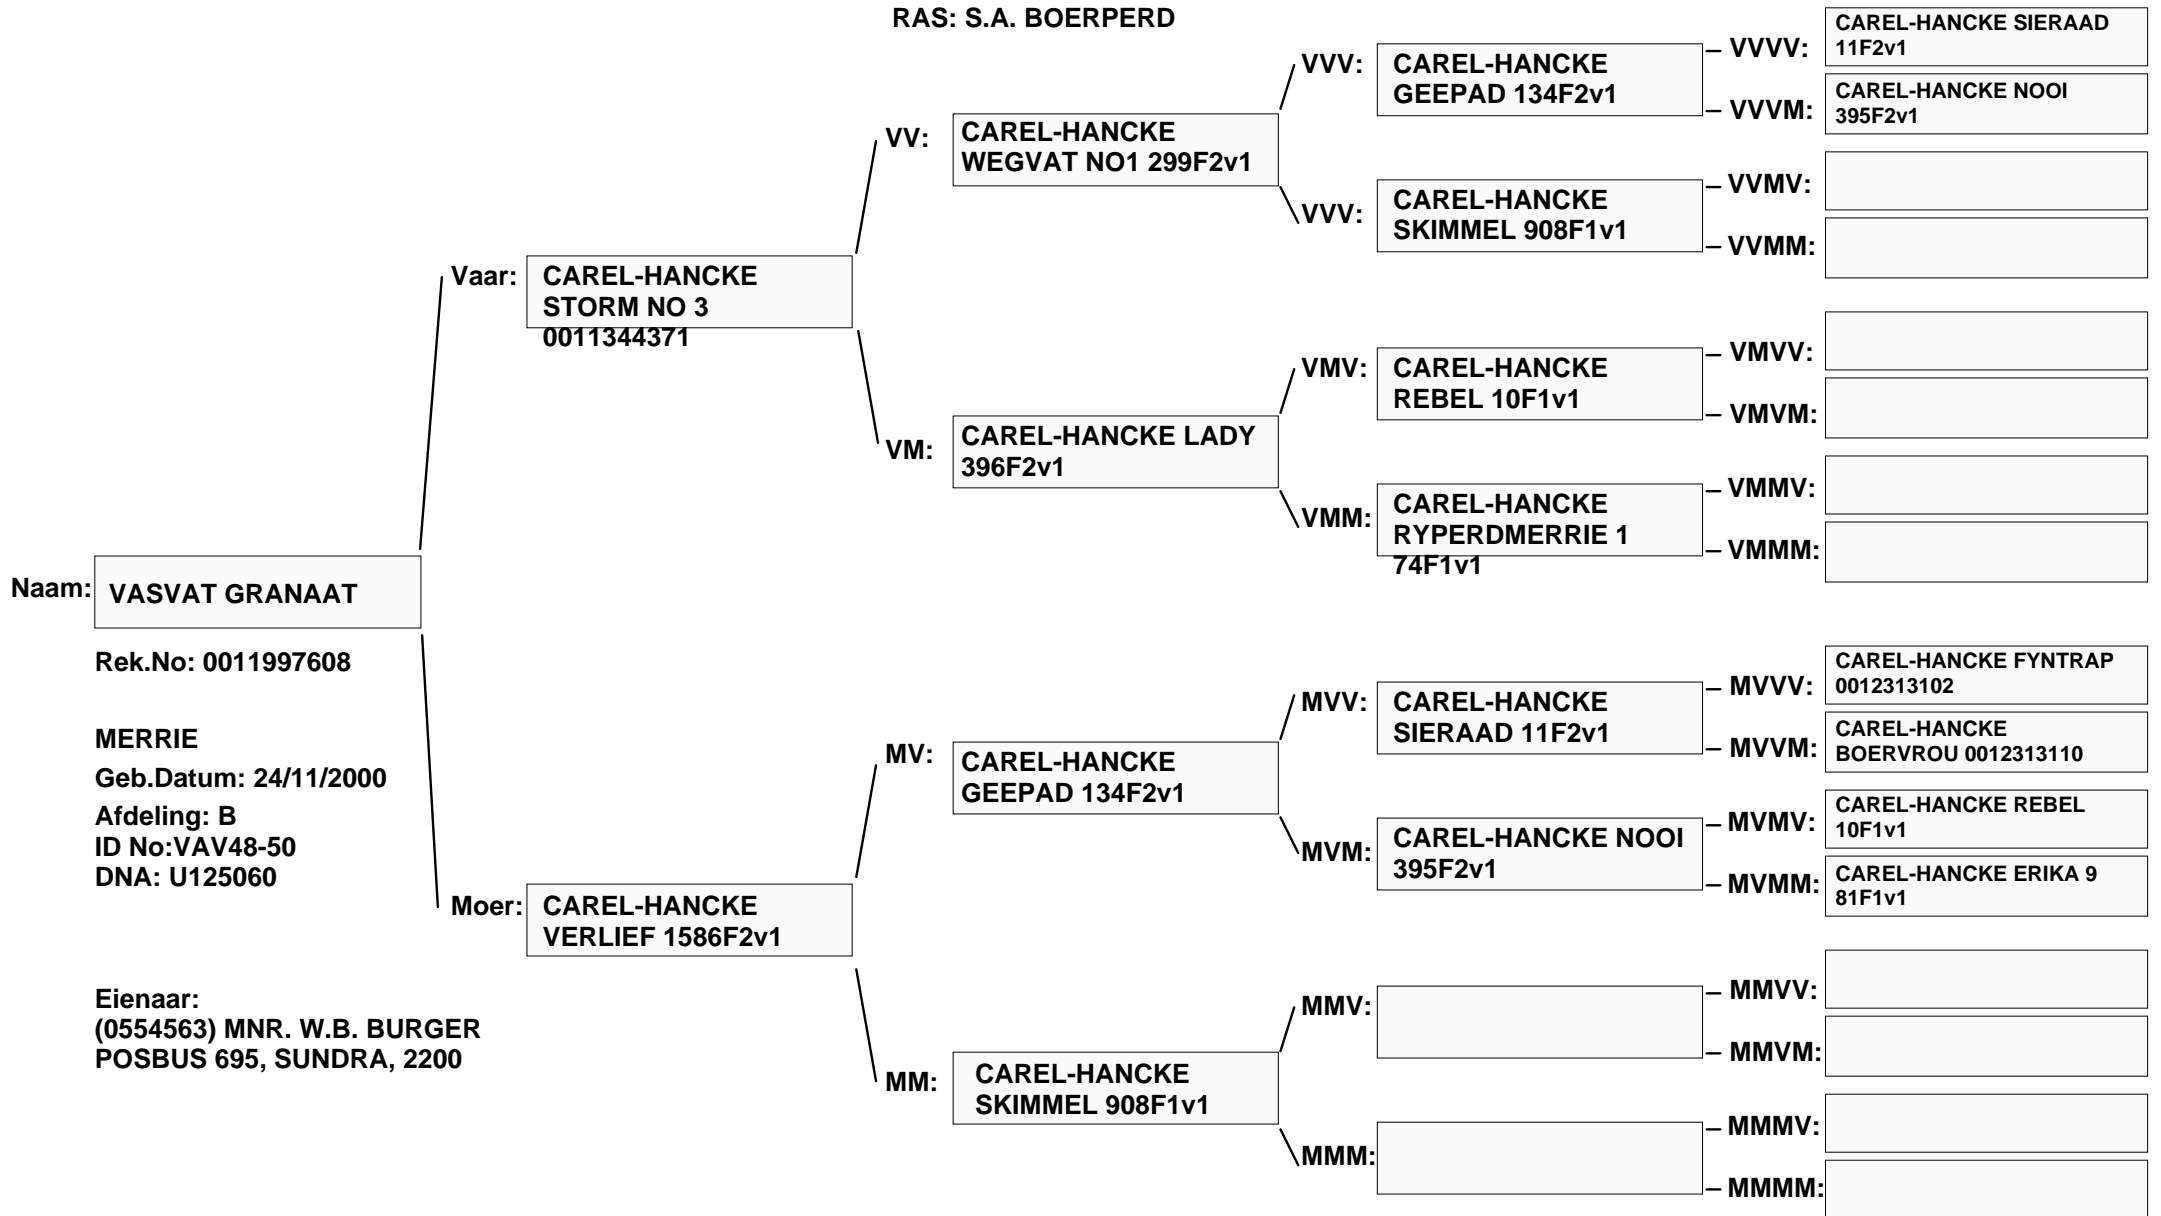 RAS: S.A. BOERPERD
Naam:
VASVAT GRANAAT
Rek.No: 0011997608
MERRIE
Geb.Datum: 24/11/2000
Afdeling: B
ID No:VAV48-50
DNA: U125060
Eienaar:
(0554563) MNR. W.B. BURGER
POSBUS 695, SUNDRA, 2200
Vaar:
CAREL-HANCKE
STORM NO 3
0011344371
Moer:
CAREL-HANCKE
VERLIEF 1586F2v1
VV:
CAREL-HANCKE
WEGVAT NO1 299F2v1
VM:
CAREL-HANCKE LADY
396F2v1
MV:
CAREL-HANCKE
GEEPAD 134F2v1
MM:
CAREL-HANCKE
SKIMMEL 908F1v1
VVV:
CAREL-HANCKE
GEEPAD 134F2v1
VVV:
CAREL-HANCKE
SKIMMEL 908F1v1
VMV:
CAREL-HANCKE
REBEL 10F1v1
VMM:
CAREL-HANCKE
RYPERDMERRIE 1
74F1v1
MVV:
CAREL-HANCKE
SIERAAD 11F2v1
MVM:
CAREL-HANCKE NOOI
395F2v1
MMV:
MMM:
VVVV:
CAREL-HANCKE SIERAAD
11F2v1
VVVM:
CAREL-HANCKE NOOI
395F2v1
VVMV:
VVMM:
VMVV:
VMVM:
VMMV:
VMMM:
MVVV:
CAREL-HANCKE FYNTRAP
0012313102
MVVM:
CAREL-HANCKE
BOERVROU 0012313110
MVMV:
CAREL-HANCKE REBEL
10F1v1
MVMM:
CAREL-HANCKE ERIKA 9
81F1v1
MMVV:
MMVM:
MMMV:
MMMM: